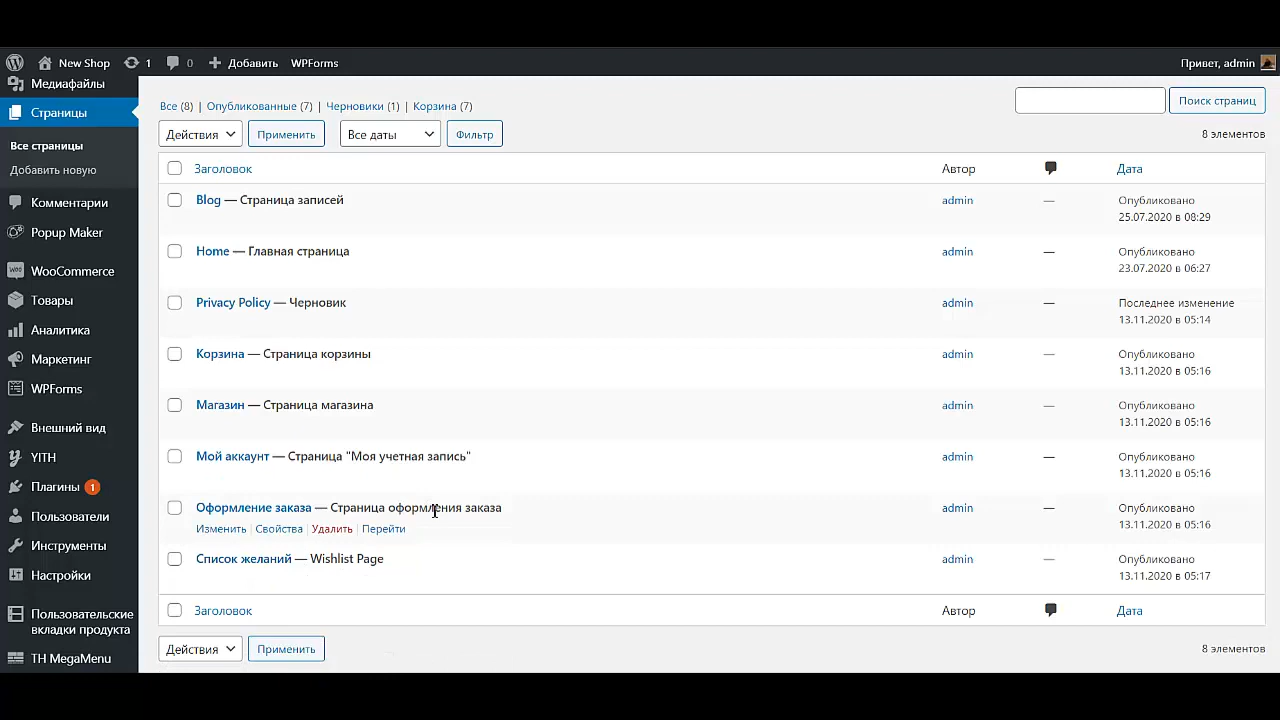 New Shop 1 0 Добавить WPForms Привет, admin
Медиафайлы
Страницы
Все страницы
Добавить новую
Комментарии
Popup Maker
WooCommerce
Товары
Аналитика
Маркетинг
WPForms
Внешний вид
YITH
Плагины 1
Пользователи
Инструменты
Настройки
Пользовательские
вкладки продукта
TH MegaMenu
Все (8) | Опубликованные (7) | Черновики (1) | Корзина (7)
Поиск страниц
Действия Применить Все даты Фильтр 8 элементов
Заголовок Автор Дата
Blog — Страница записей admin — Опубликовано
25.07.2020 в 08:29
Home — Главная страница admin — Опубликовано
23.07.2020 в 06:27
Privacy Policy — Черновик admin — Последнее изменение
13.11.2020 в 05:14
Корзина — Страница корзины admin — Опубликовано
13.11.2020 в 05:16
Магазин — Страница магазина admin — Опубликовано
13.11.2020 в 05:16
Мой аккаунт — Страница "Моя учетная запись" admin — Опубликовано
13.11.2020 в 05:16
Оформление заказа — Страница оформления заказа admin — Опубликовано
Изменить | Свойства | Удалить | Перейти 13.11.2020 в 05:16
Список желаний — Wishlist Page admin — Опубликовано
13.11.2020 в 05:17
Заголовок Автор Дата
Действия Применить 8 элементов